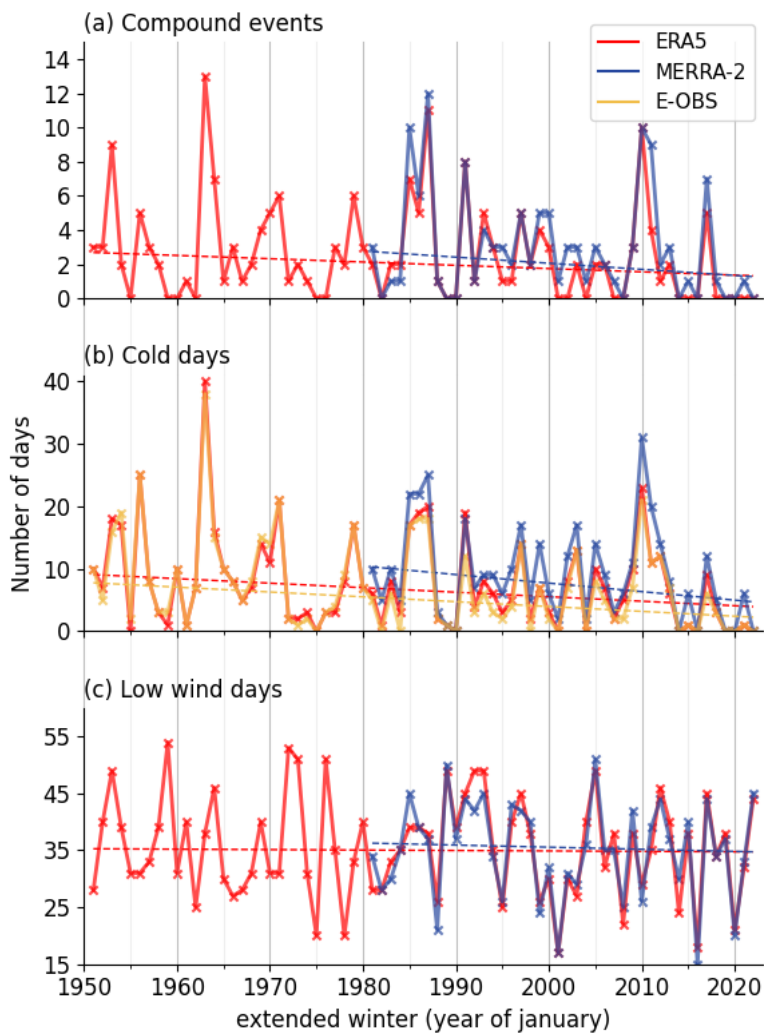 (a) Compound events
ERA5
MERRA-2
E-OBS
14
12
10
8
6
4
2
0
(b) Cold days
40
30
20
10
0
Number of days
(c) Low wind days
55
45
35
25
15
1950 1960 1970 1980 1990 2000 2010 2020
extended winter (year of january)